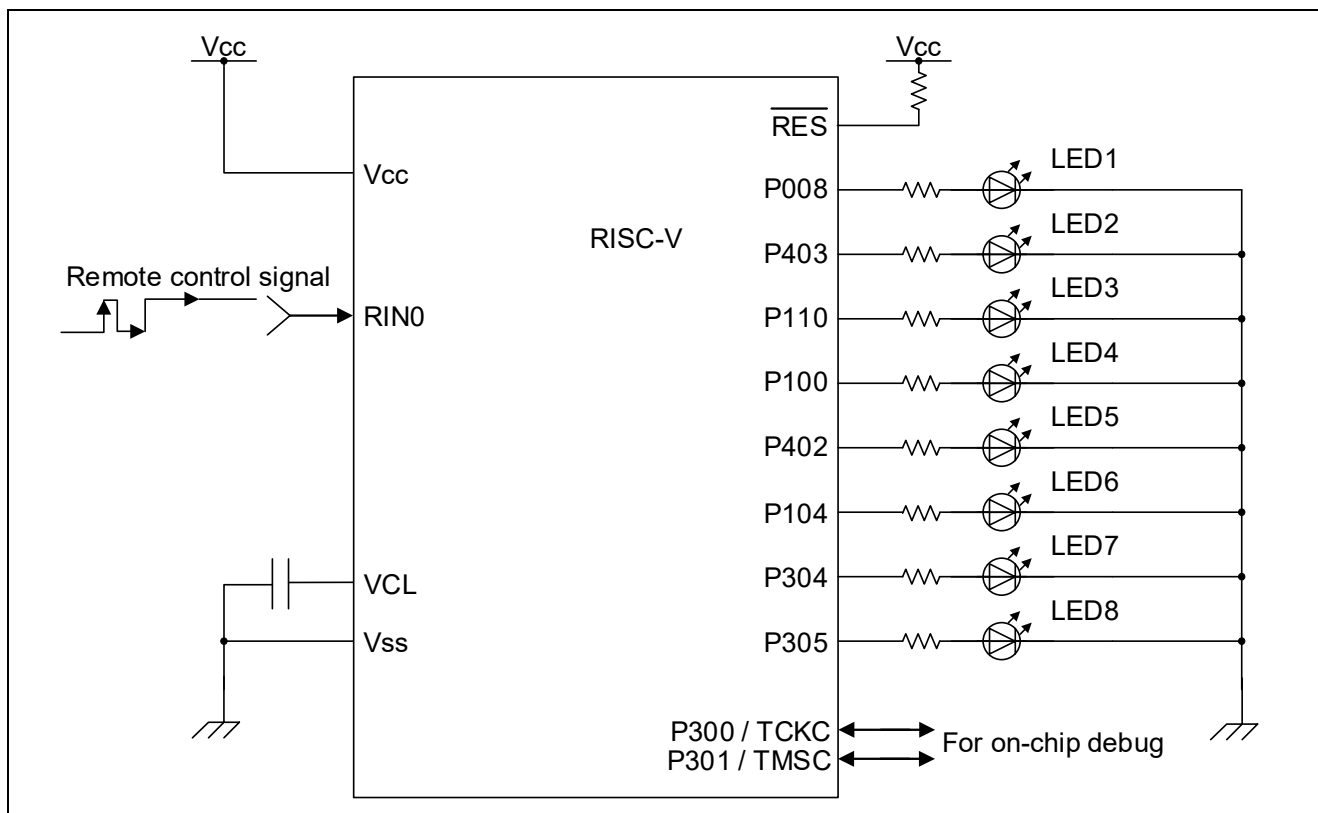 Vcc
Vcc
RES
LED1
Vcc
P008
LED2
RISC-V
P403
Remote control signal
LED3
RIN0
P110
LED4
P100
LED5
P402
LED6
P104
LED7
VCL
P304
LED8
Vss
P305
P300 / TCKC
For on-chip debug
P301 / TMSC